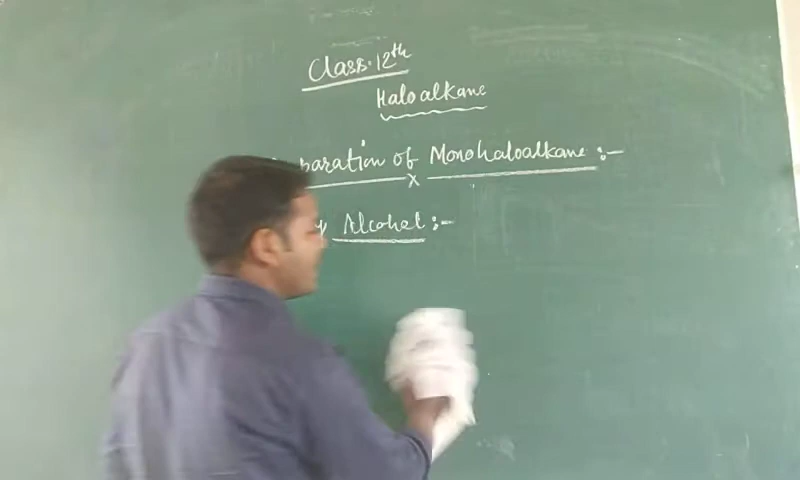 Class:12th
Haloalkane
paration of Monohaloalkane :-
y Alcohol :-